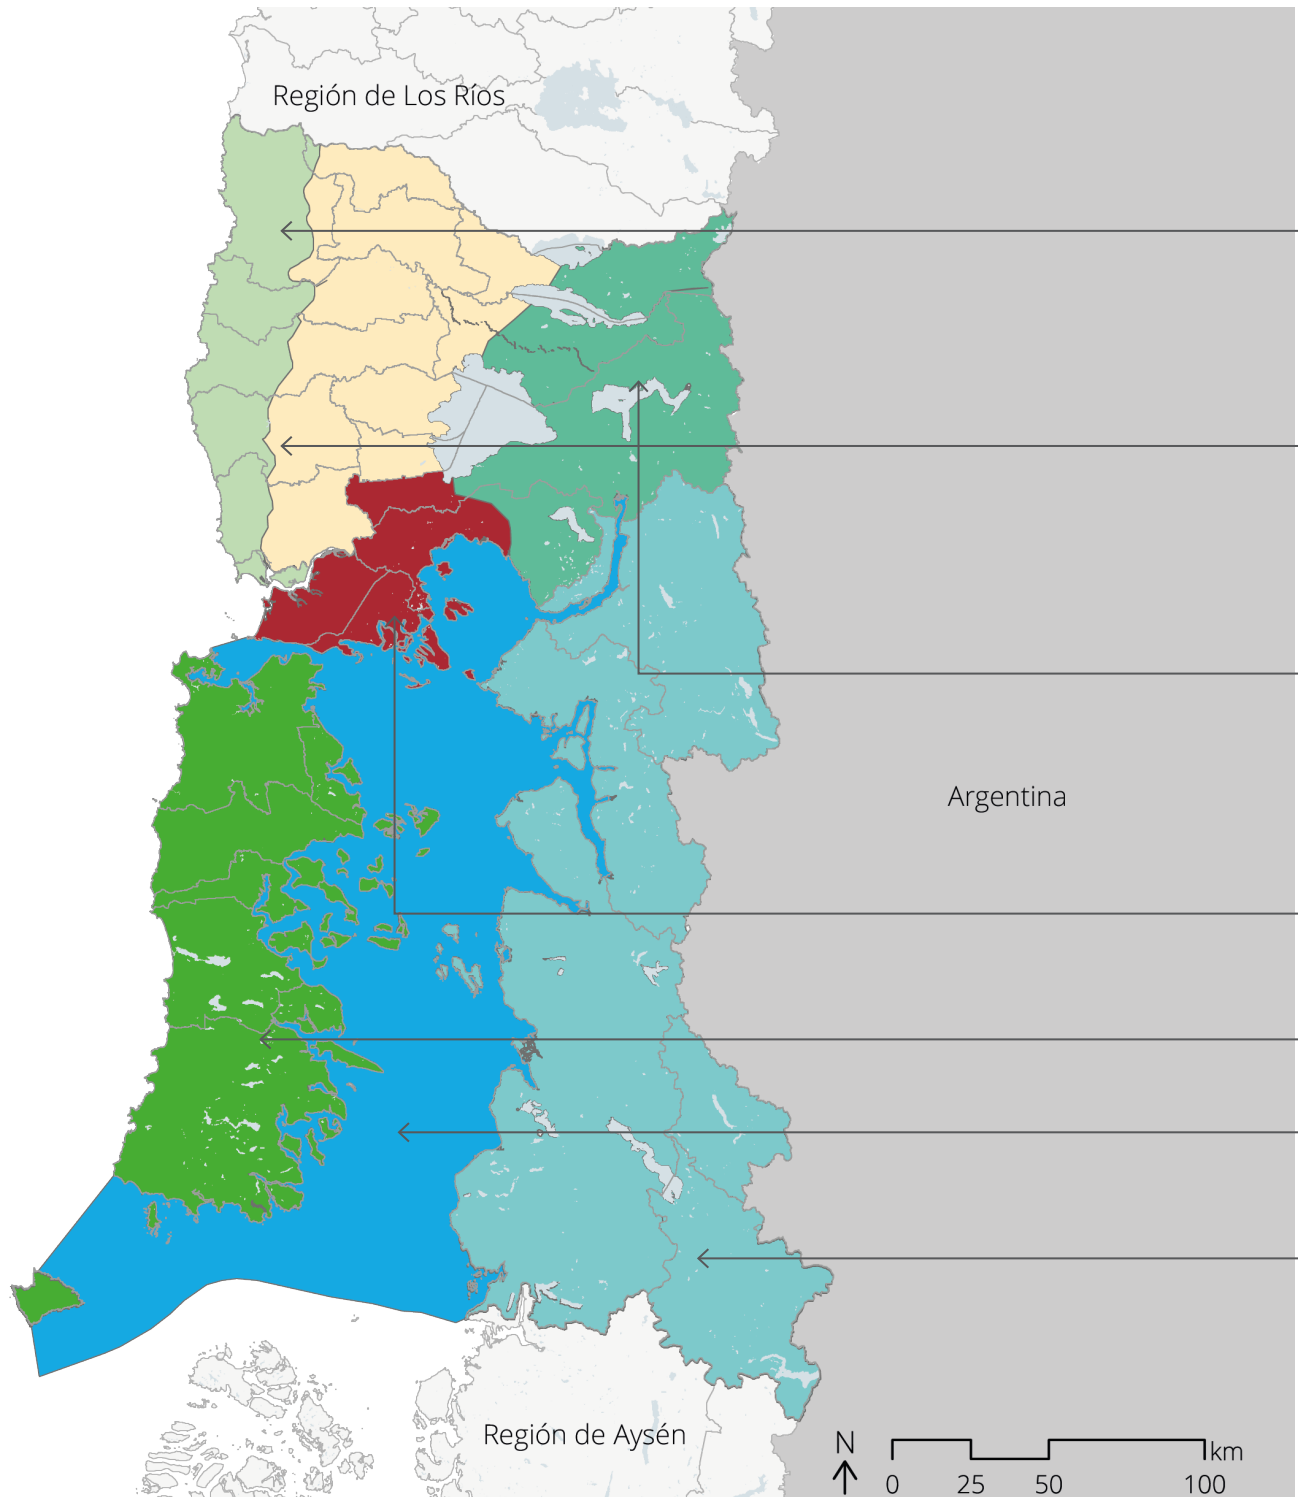 Región de Los Ríos
Argentina
Región de Aysén
N
km
0 25 50 100